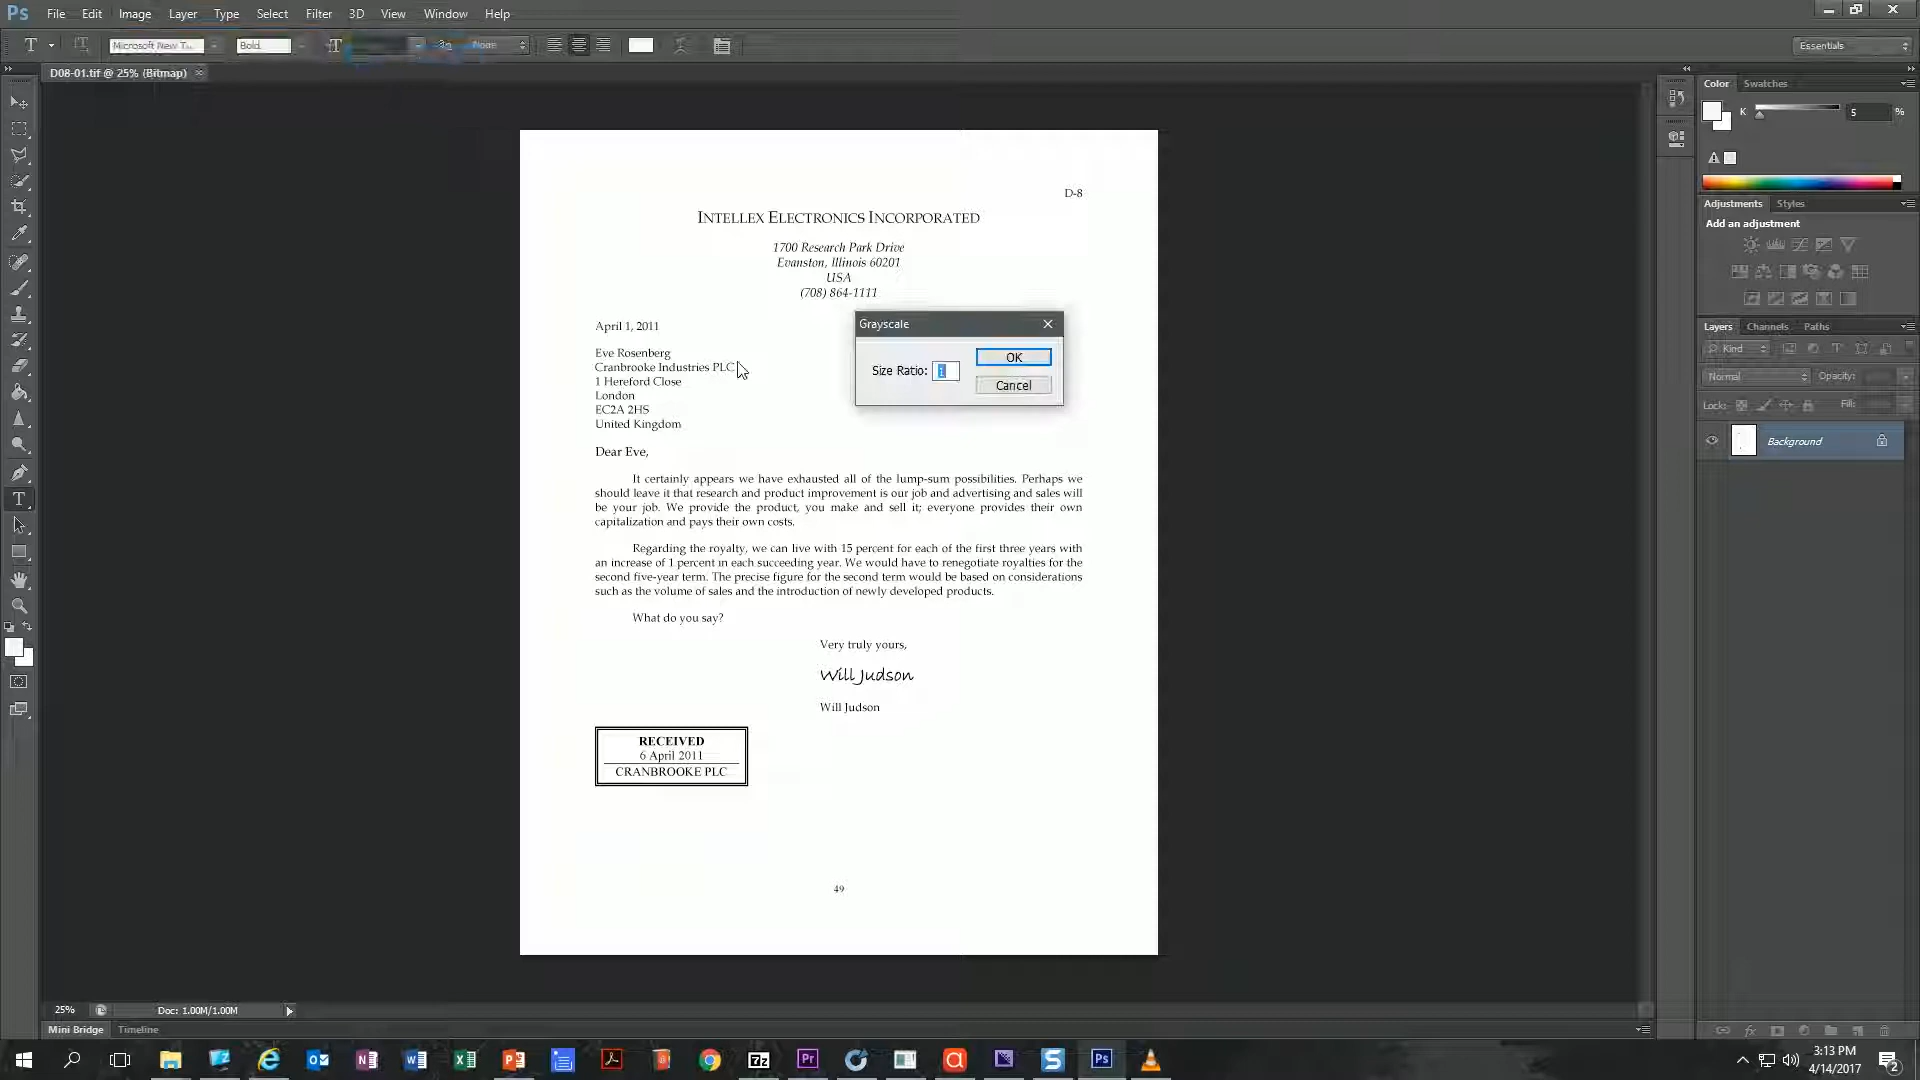 Ps File Edit Image Layer Type Select Filter 3D View Window Help
T Microsoft New T... Bold None Essentials
D08-01.tif @ 25% (Bitmap)
D-8
INTELLEX ELECTRONICS INCORPORATED
1700 Research Park Drive
Evanston, Illinois 60201
USA
(708) 864-1111
April 1, 2011
Eve Rosenberg
Cranbrooke Industries PLC
1 Hereford Close
London
EC2A 2HS
United Kingdom
Dear Eve,
It certainly appears we have exhausted all of the lump-sum possibilities. Perhaps we
should leave it that research and product improvement is our job and advertising and sales will
be your job. We provide the product, you make and sell it; everyone provides their own
capitalization and pays their own costs.
Regarding the royalty, we can live with 15 percent for each of the first three years with
an increase of 1 percent in each succeeding year. We would have to renegotiate royalties for the
second five-year term. The precise figure for the second term would be based on considerations
such as the volume of sales and the introduction of newly developed products.
What do you say?
Very truly yours,
Will Judson
Will Judson
RECEIVED
6 April 2011
CRANBROOKE PLC
49
Grayscale
OK
Size Ratio: 1
Cancel
Color Swatches
K 5 %
Adjustments Styles
Add an adjustment
Layers Channels Paths
Kind
Normal Opacity:
Lock: Fill:
Background
25% Doc: 1.00M/1.00M
Mini Bridge Timeline
3:13 PM
4/14/2017
2